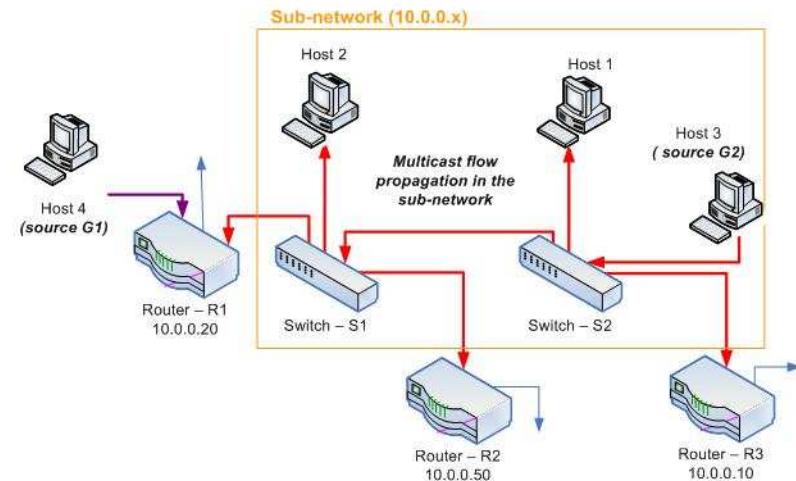 Sub-network (10.0.0.x)
Host 2
Host 1
Host 3
( source G2)
Multicast flow
propagation in the
sub-network
Host 4
(source G1)
Router – R1
10.0.0.20
Switch – S1
Switch – S2
Router – R2
10.0.0.50
Router – R3
10.0.0.10